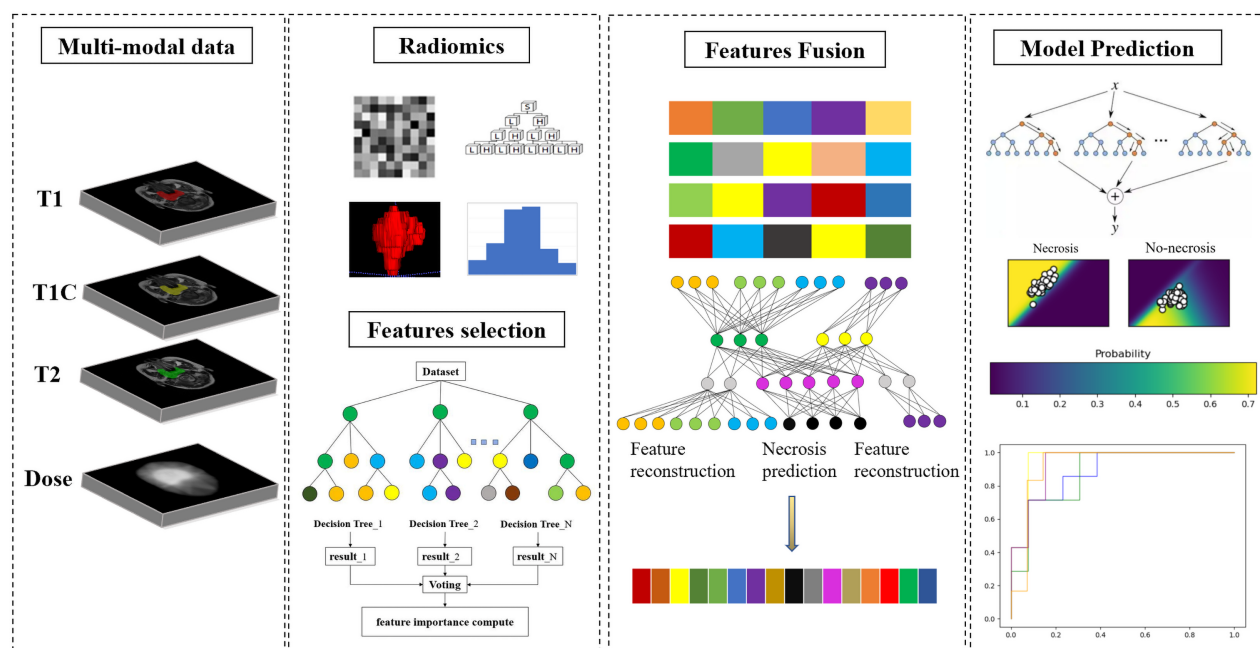 Multi-modal data
T1
T1C
T2
Dose
Radiomics
S
L H
L H L H
L H L H L H L H
Features selection
Dataset
Decision Tree_1 Decision Tree_2 Decision Tree_N
result_1 result_2 result_N
Voting
feature importance compute
Features Fusion
Feature reconstruction
Necrosis prediction
Feature reconstruction
Model Prediction
x
...
+
y
Necrosis No-necrosis
Probability
0.1 0.2 0.3 0.4 0.5 0.6 0.7
1.0
0.8
0.6
0.4
0.2
0.0
0.0 0.2 0.4 0.6 0.8 1.0